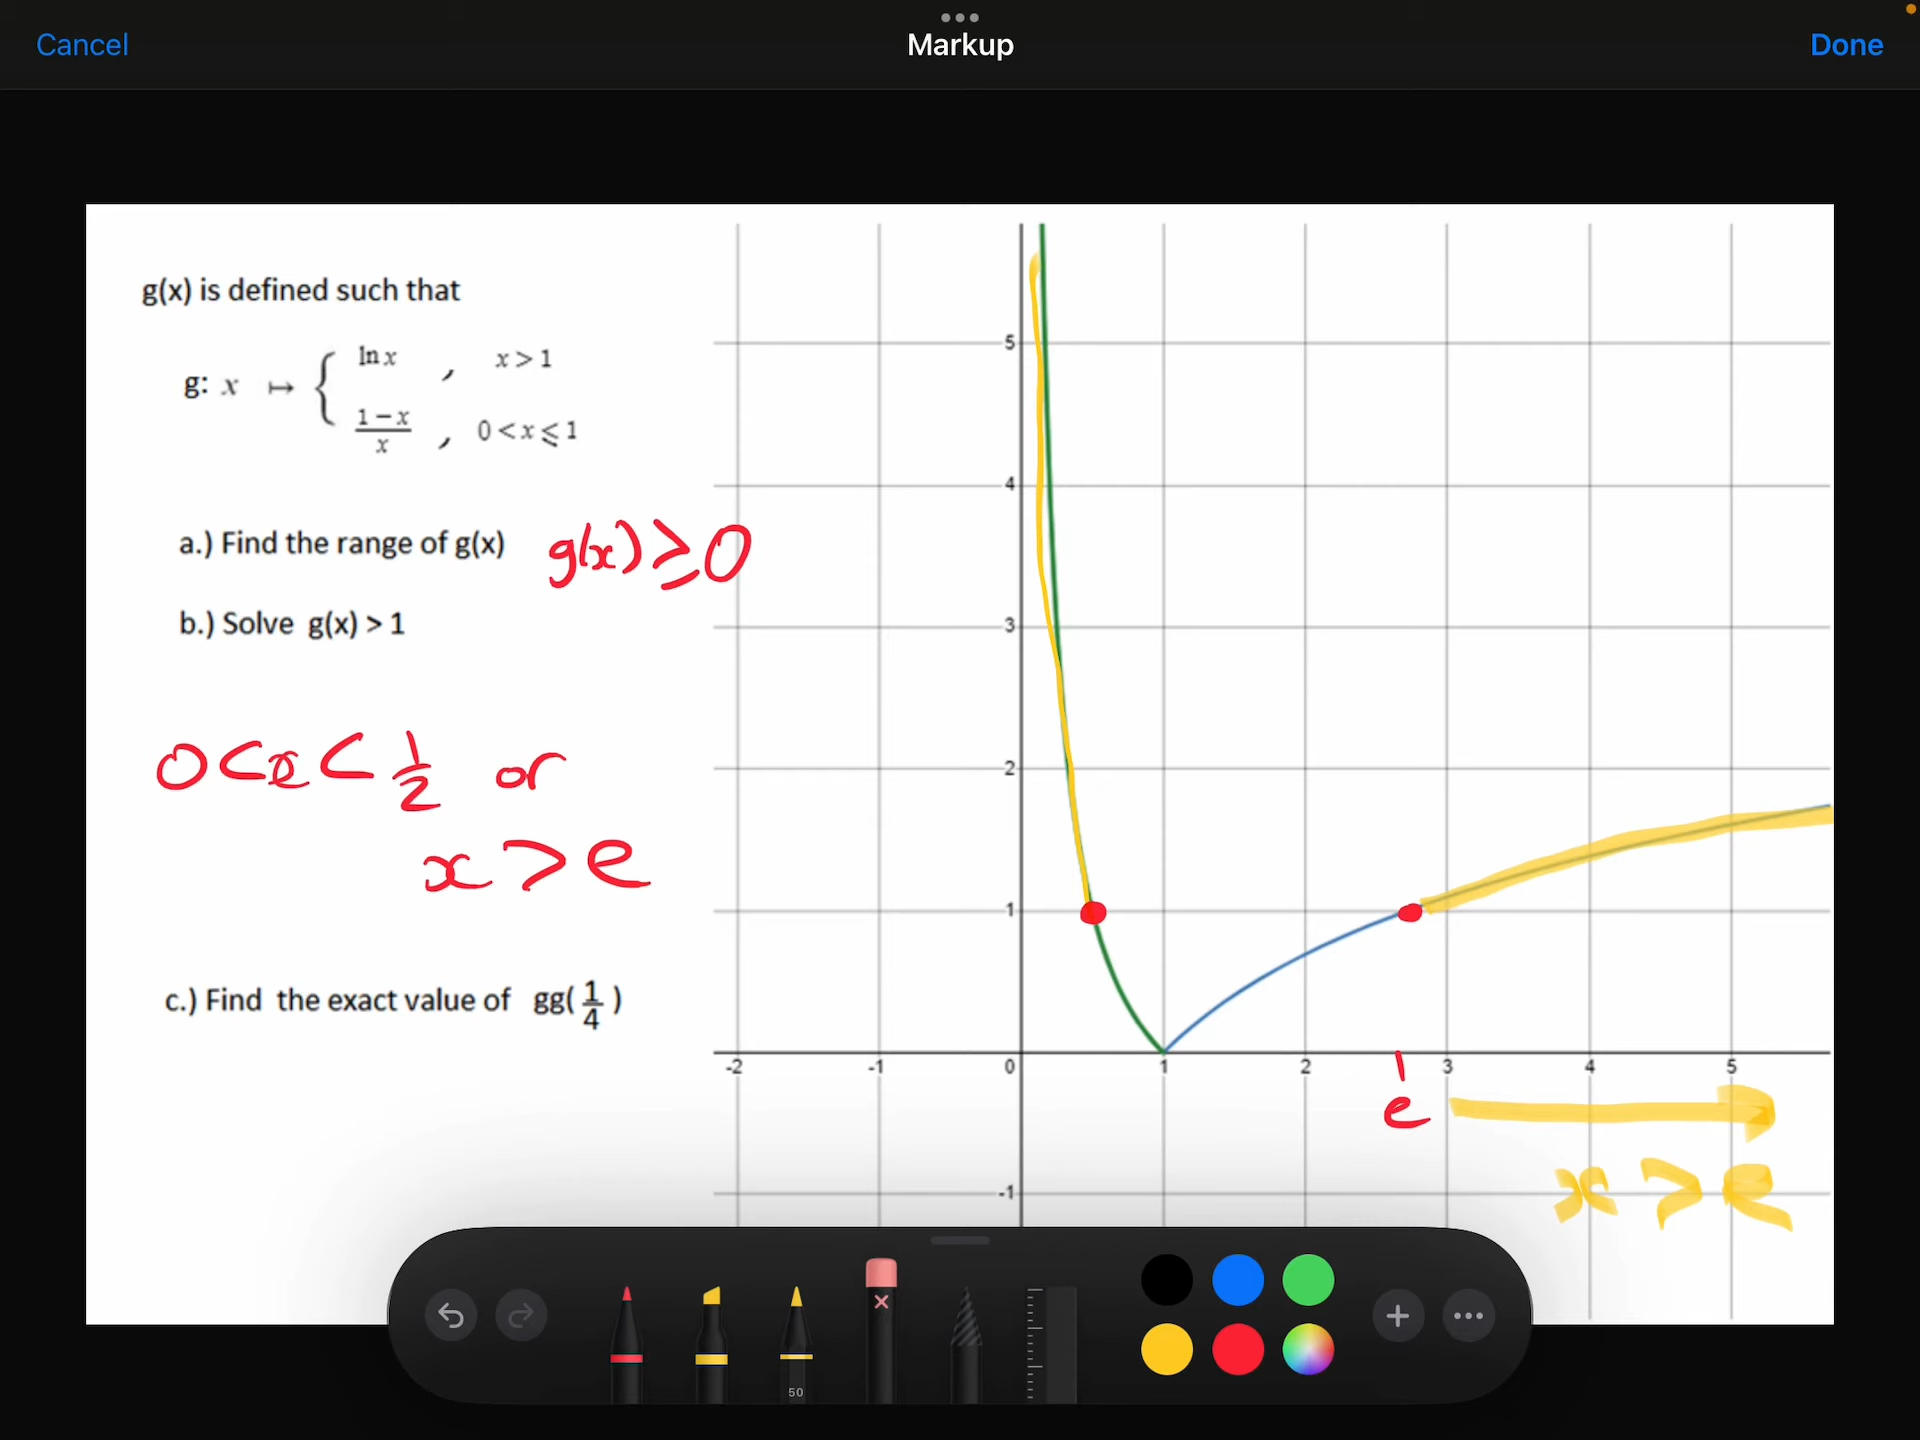 Cancel
Markup
Done
g(x) is defined such that
g: x ↦ { ln x , x > 1
1 − x / x , 0 < x ⩽ 1
a.) Find the range of g(x) g(x) ≥ 0
b.) Solve g(x) > 1
0 < x < 1/2 or
x > e
c.) Find the exact value of gg( 1/4 )
5
4
3
2
1
-2 -1 0 1 2 3 4 5
e
x > e
-1
50